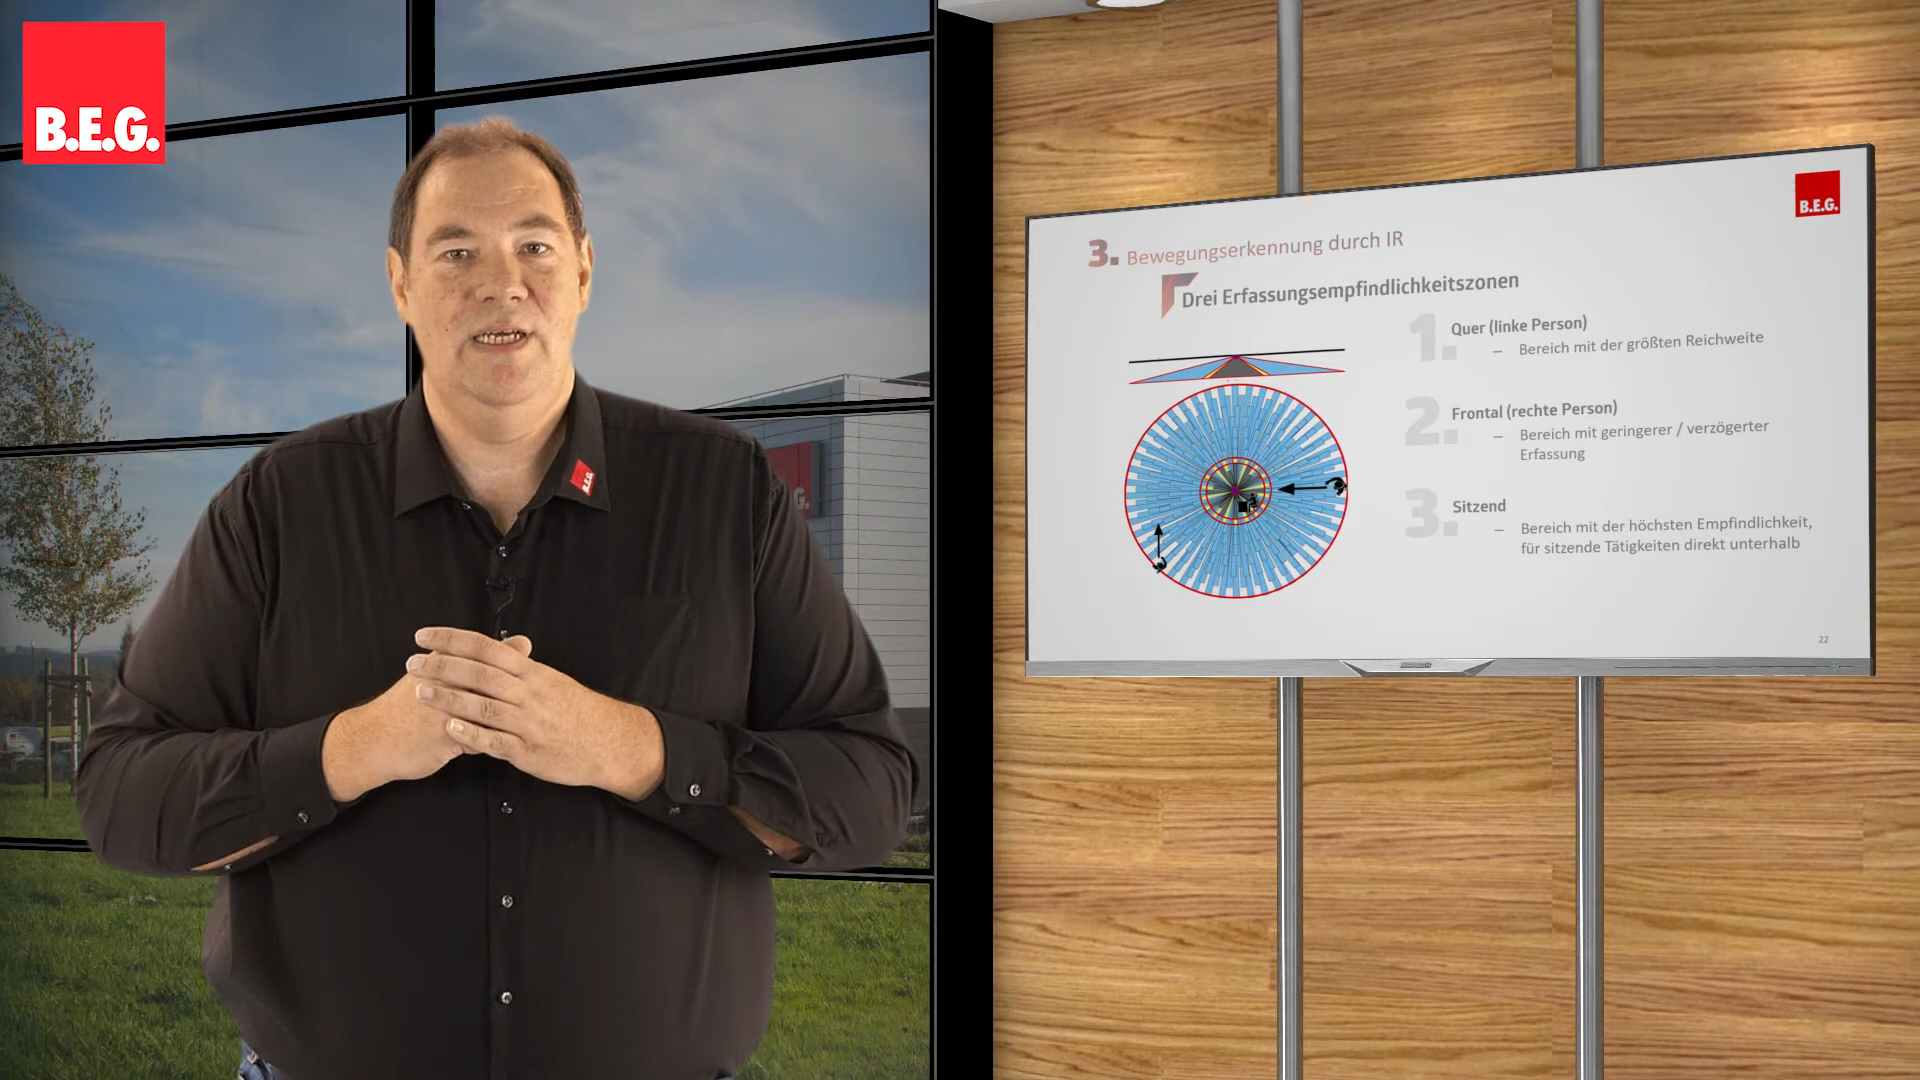 B.E.G.
B.E.G.
B.E.G.
3. Bewegungserkennung durch IR
Drei Erfassungsempfindlichkeitszonen
1. Quer (linke Person)
– Bereich mit der größten Reichweite
2. Frontal (rechte Person)
– Bereich mit geringerer / verzögerter
Erfassung
3. Sitzend
– Bereich mit der höchsten Empfindlichkeit,
für sitzende Tätigkeiten direkt unterhalb
22